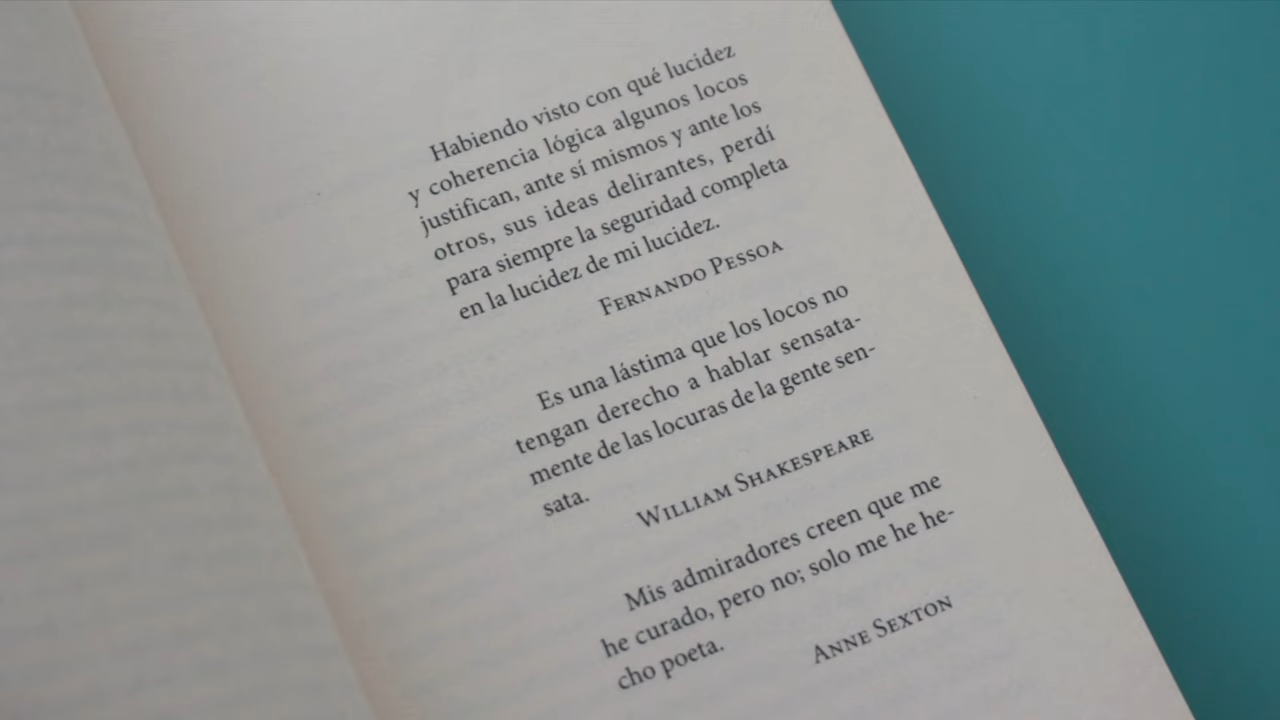 Habiendo visto con qué lucidez
y coherencia lógica algunos locos
justifican, ante sí mismos y ante los
otros, sus ideas delirantes, perdí
para siempre la seguridad completa
en la lucidez de mi lucidez.
Fernando Pessoa
Es una lástima que los locos no
tengan derecho a hablar sensata-
mente de las locuras de la gente sen-
sata.
William Shakespeare
Mis admiradores creen que me
he curado, pero no; solo me he he-
cho poeta.
Anne Sexton